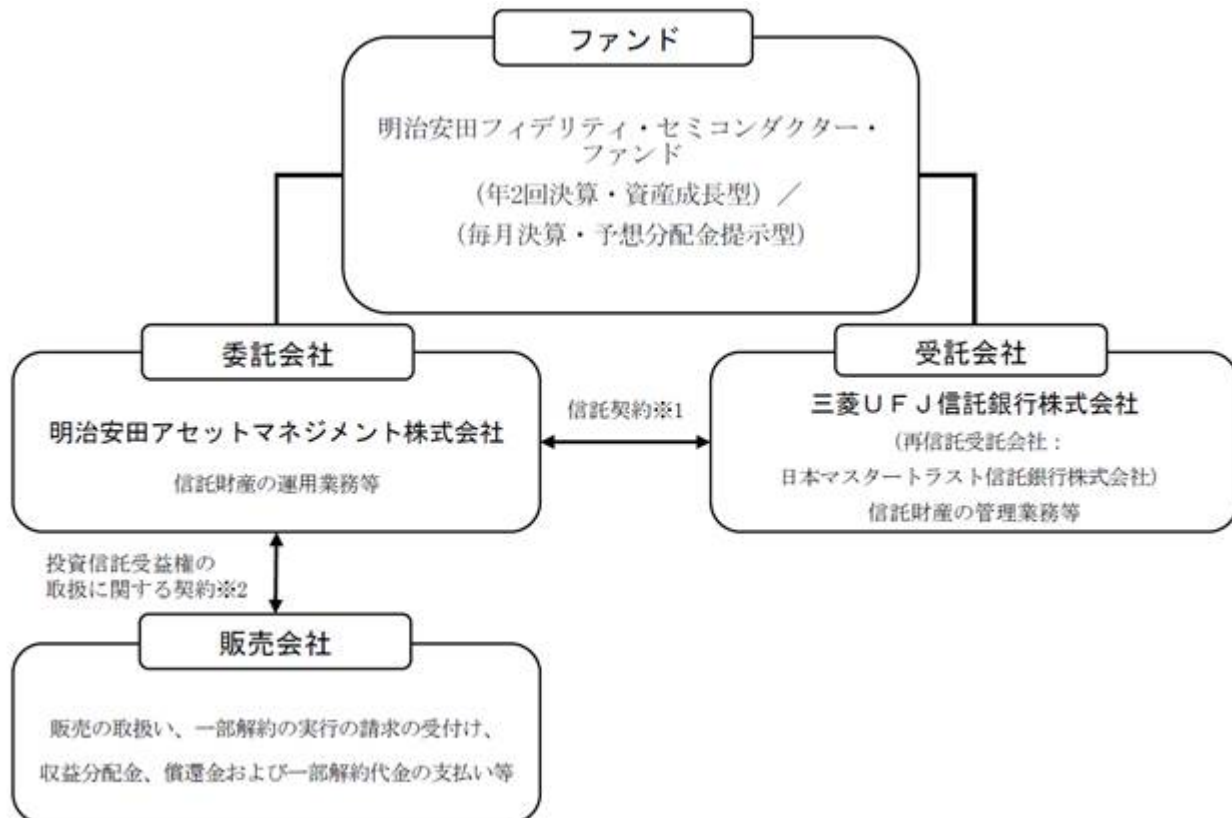 ファンド
明治安田フィデリティ・セミコンダクター・
ファンド
(年2回決算・資産成長型) ／
(毎月決算・予想分配金提示型)
委託会社
明治安田アセットマネジメント株式会社
信託財産の運用業務等
信託契約※1
受託会社
三菱ＵＦＪ信託銀行株式会社
(再信託受託会社：
日本マスタートラスト信託銀行株式会社)
信託財産の管理業務等
投資信託受益権の
取扱に関する契約※2
販売会社
販売の取扱い、一部解約の実行の請求の受付け、
収益分配金、償還金および一部解約代金の支払い等